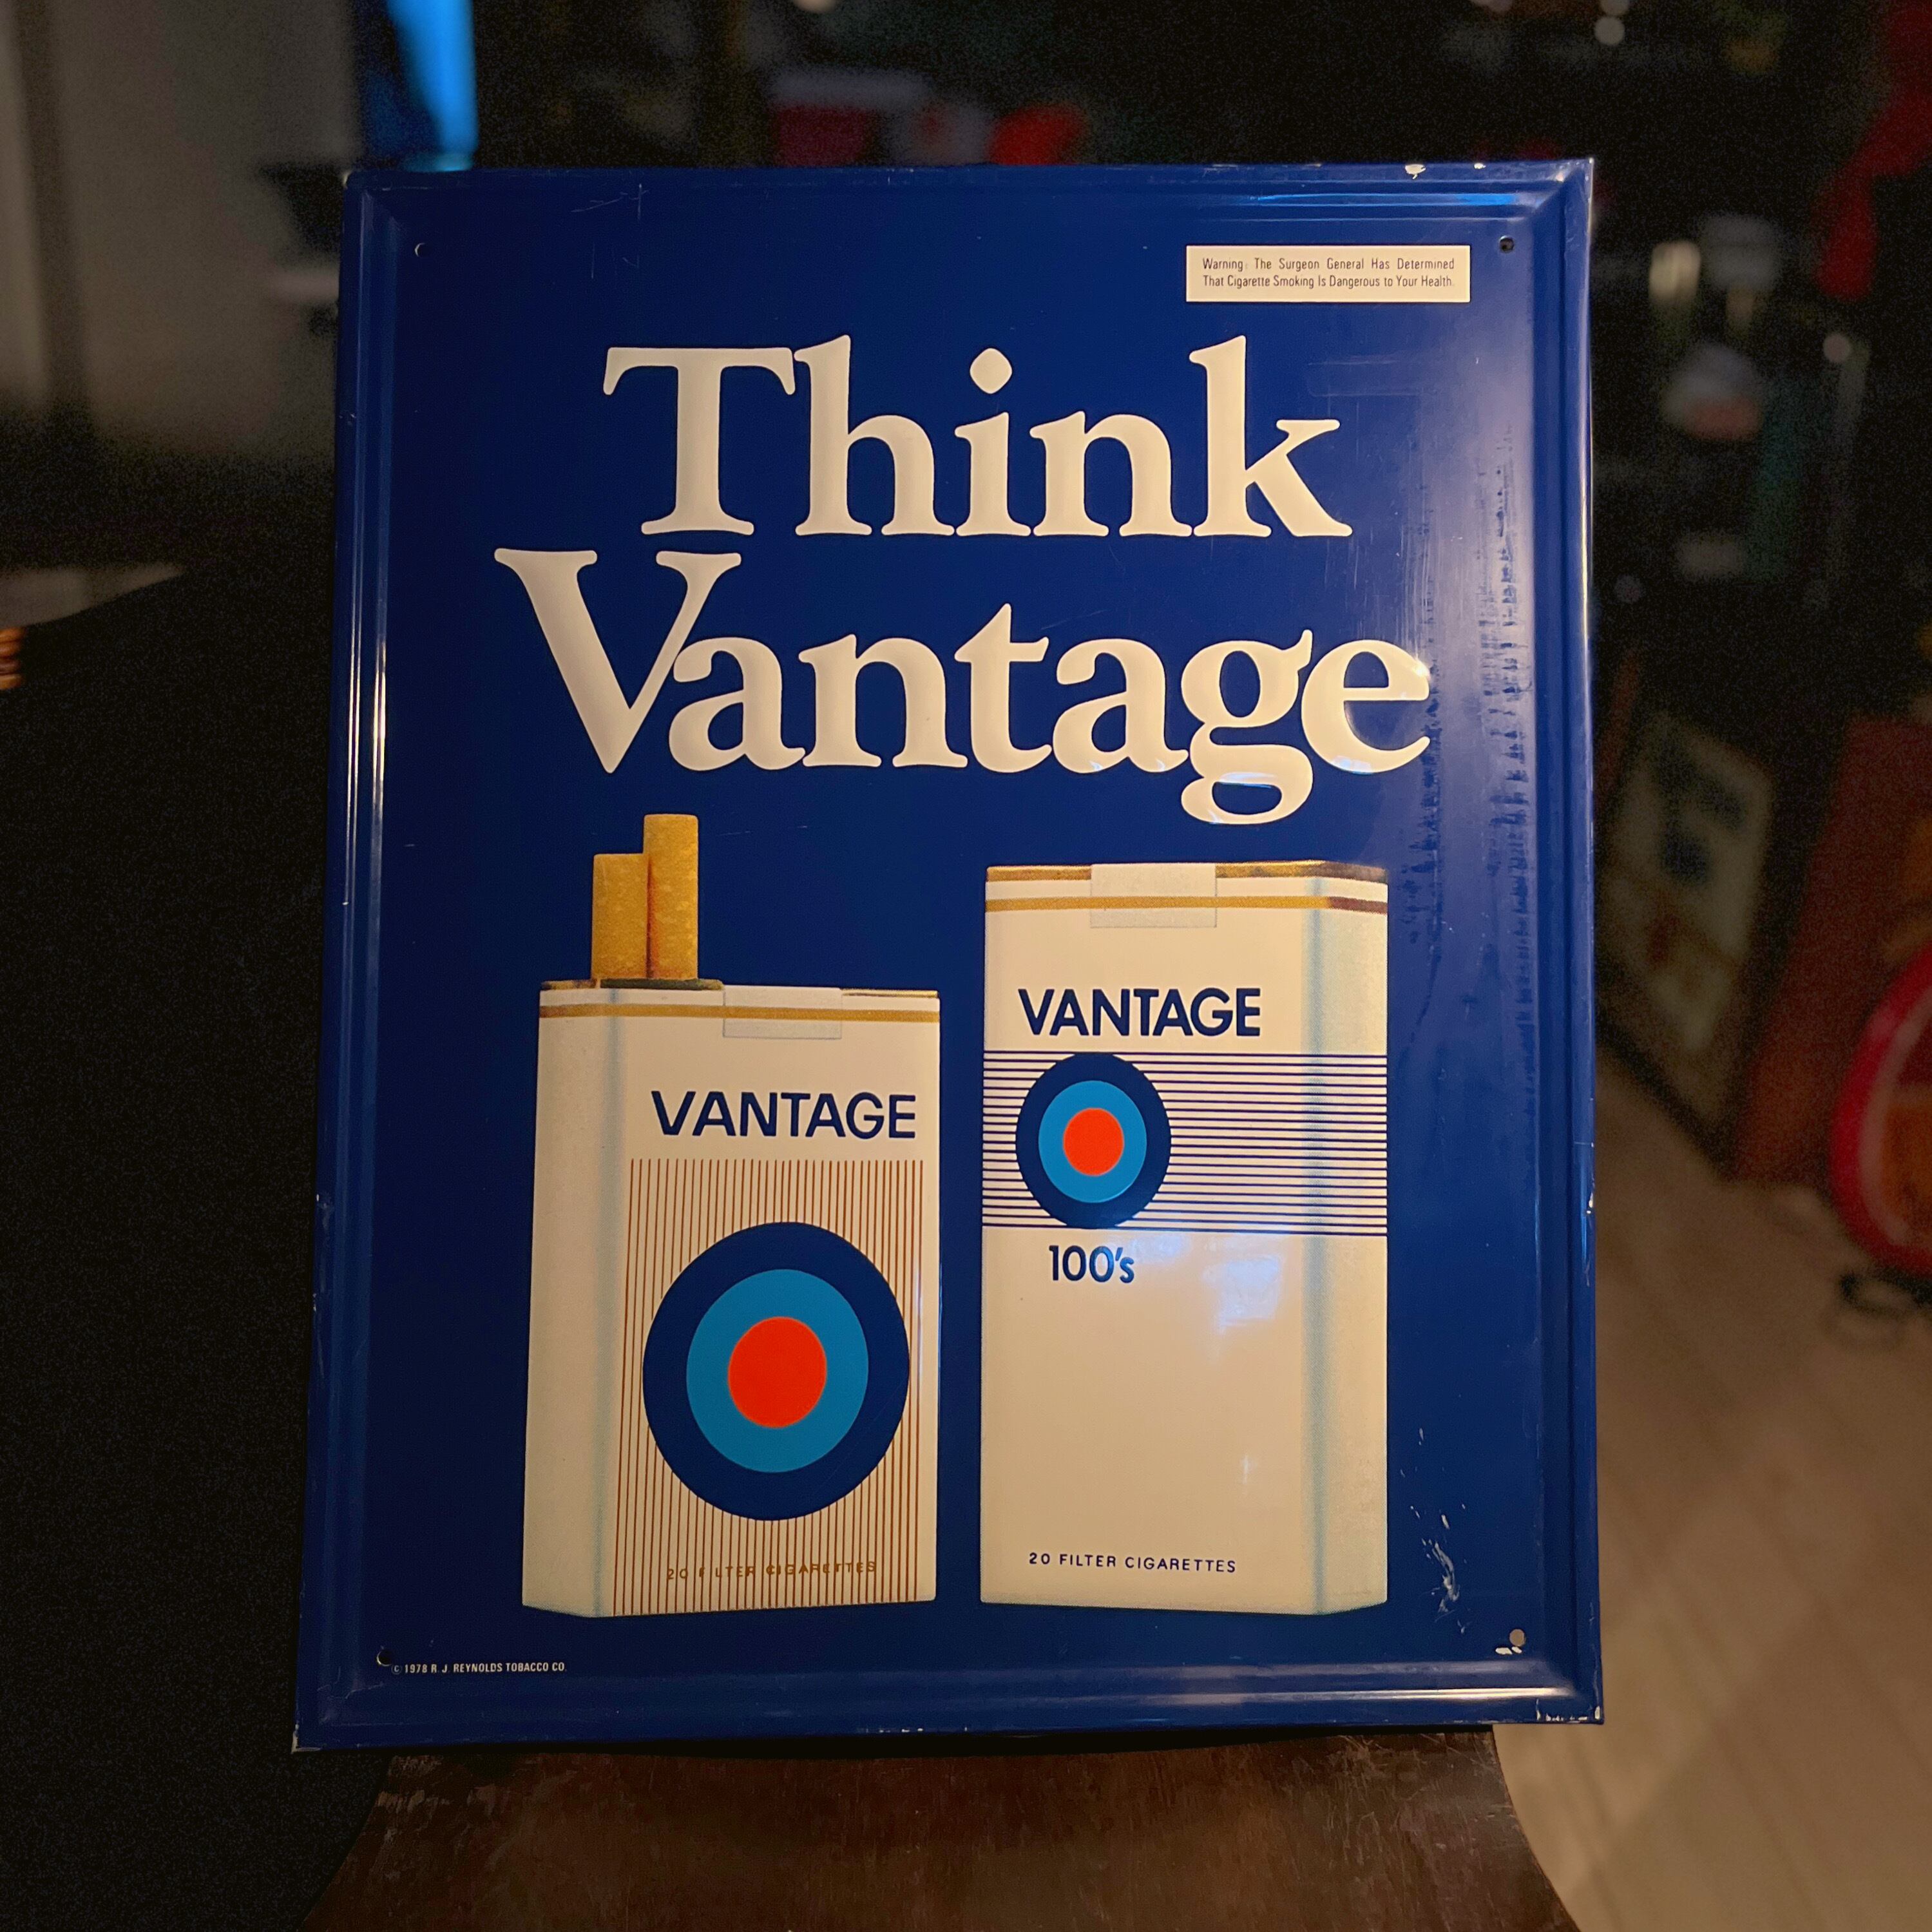 Warning: The Surgeon General Has Determined
That Cigarette Smoking Is Dangerous to Your Health.
Think
Vantage
VANTAGE
20 FILTER CIGARETTES
VANTAGE
100's
20 FILTER CIGARETTES
© 1978 R. J. REYNOLDS TOBACCO CO.